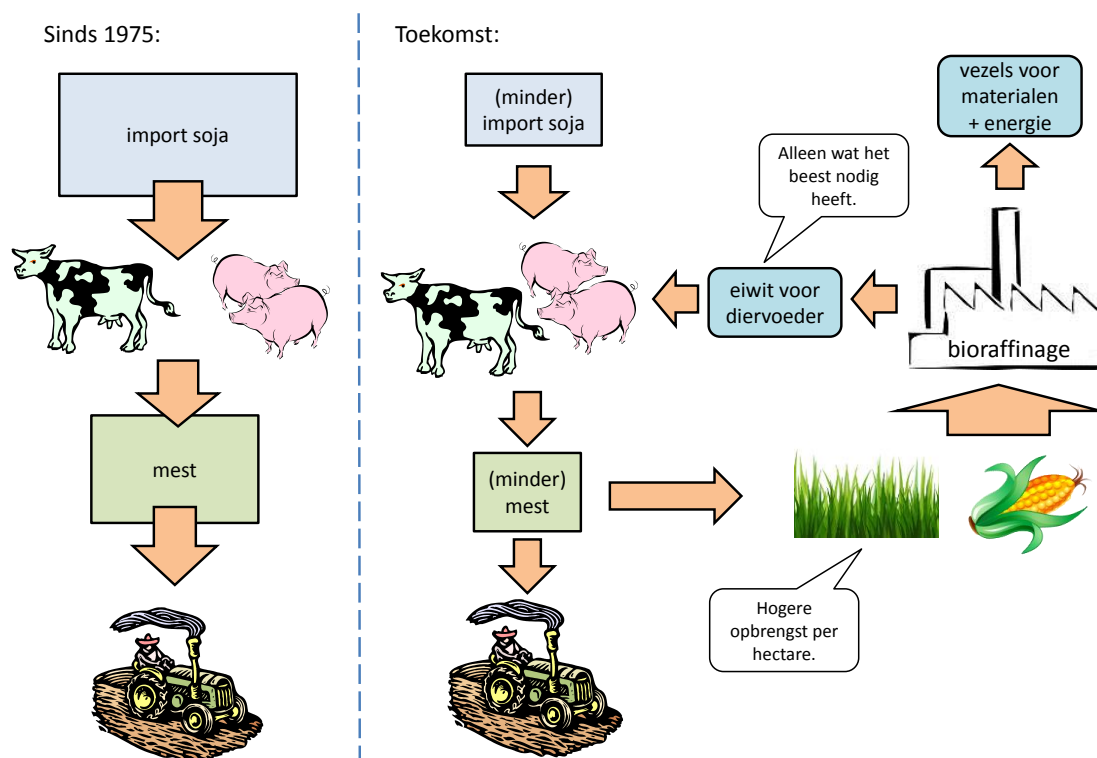 Sinds 1975:
import soja
mest
Toekomst:
(minder)
import soja
Alleen wat het
beest nodig
heeft.
vezels voor
materialen
+ energie
eiwit voor
diervoeder
bioraffinage
(minder)
mest
Hogere
opbrengst per
hectare.